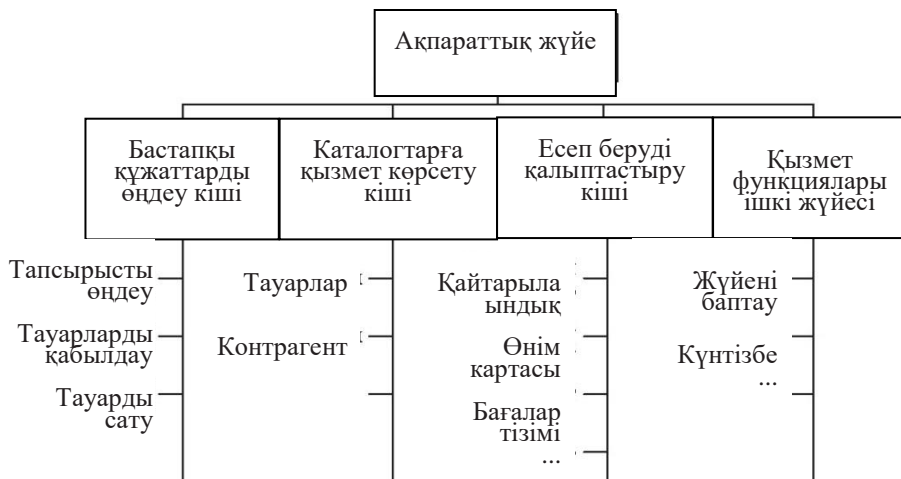 Ақпараттық жүйе
Бастапқы
құжаттарды
өңдеу кіші
Каталогтарға
қызмет көрсету
кіші
Есеп беруді
қалыптастыру
кіші
Қызмет
функциялары
ішкі жүйесі
Тапсырысты
өңдеу
Тауарларды
қабылдау
Тауарды
сату
Тауарлар
Контрагент
Қайтарыла
ындық
Өнім
картасы
Бағалар
тізімі
...
Жүйені
баптау
Күнтізбе
...